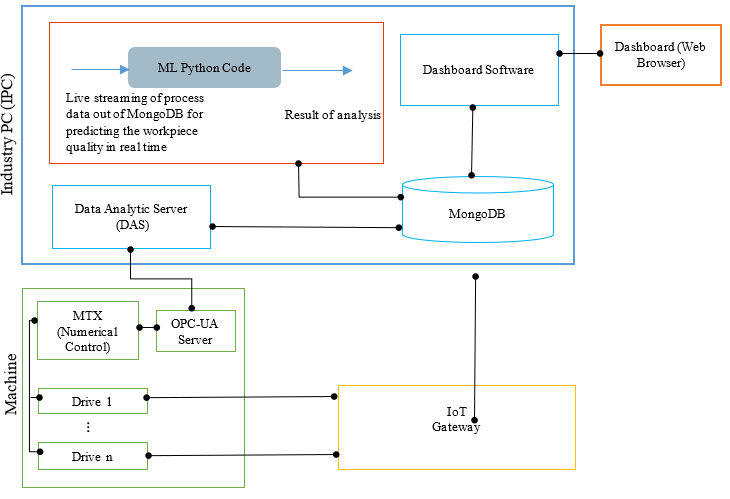 Industry PC (IPC)
ML Python Code
Live streaming of process
data out of MongoDB for
predicting the workpiece
quality in real time
Result of analysis
Dashboard Software
Dashboard (Web
Browser)
Data Analytic Server
(DAS)
MongoDB
Machine
MTX
(Numerical
Control)
OPC-UA
Server
Drive 1
⋮
Drive n
IoT
Gateway